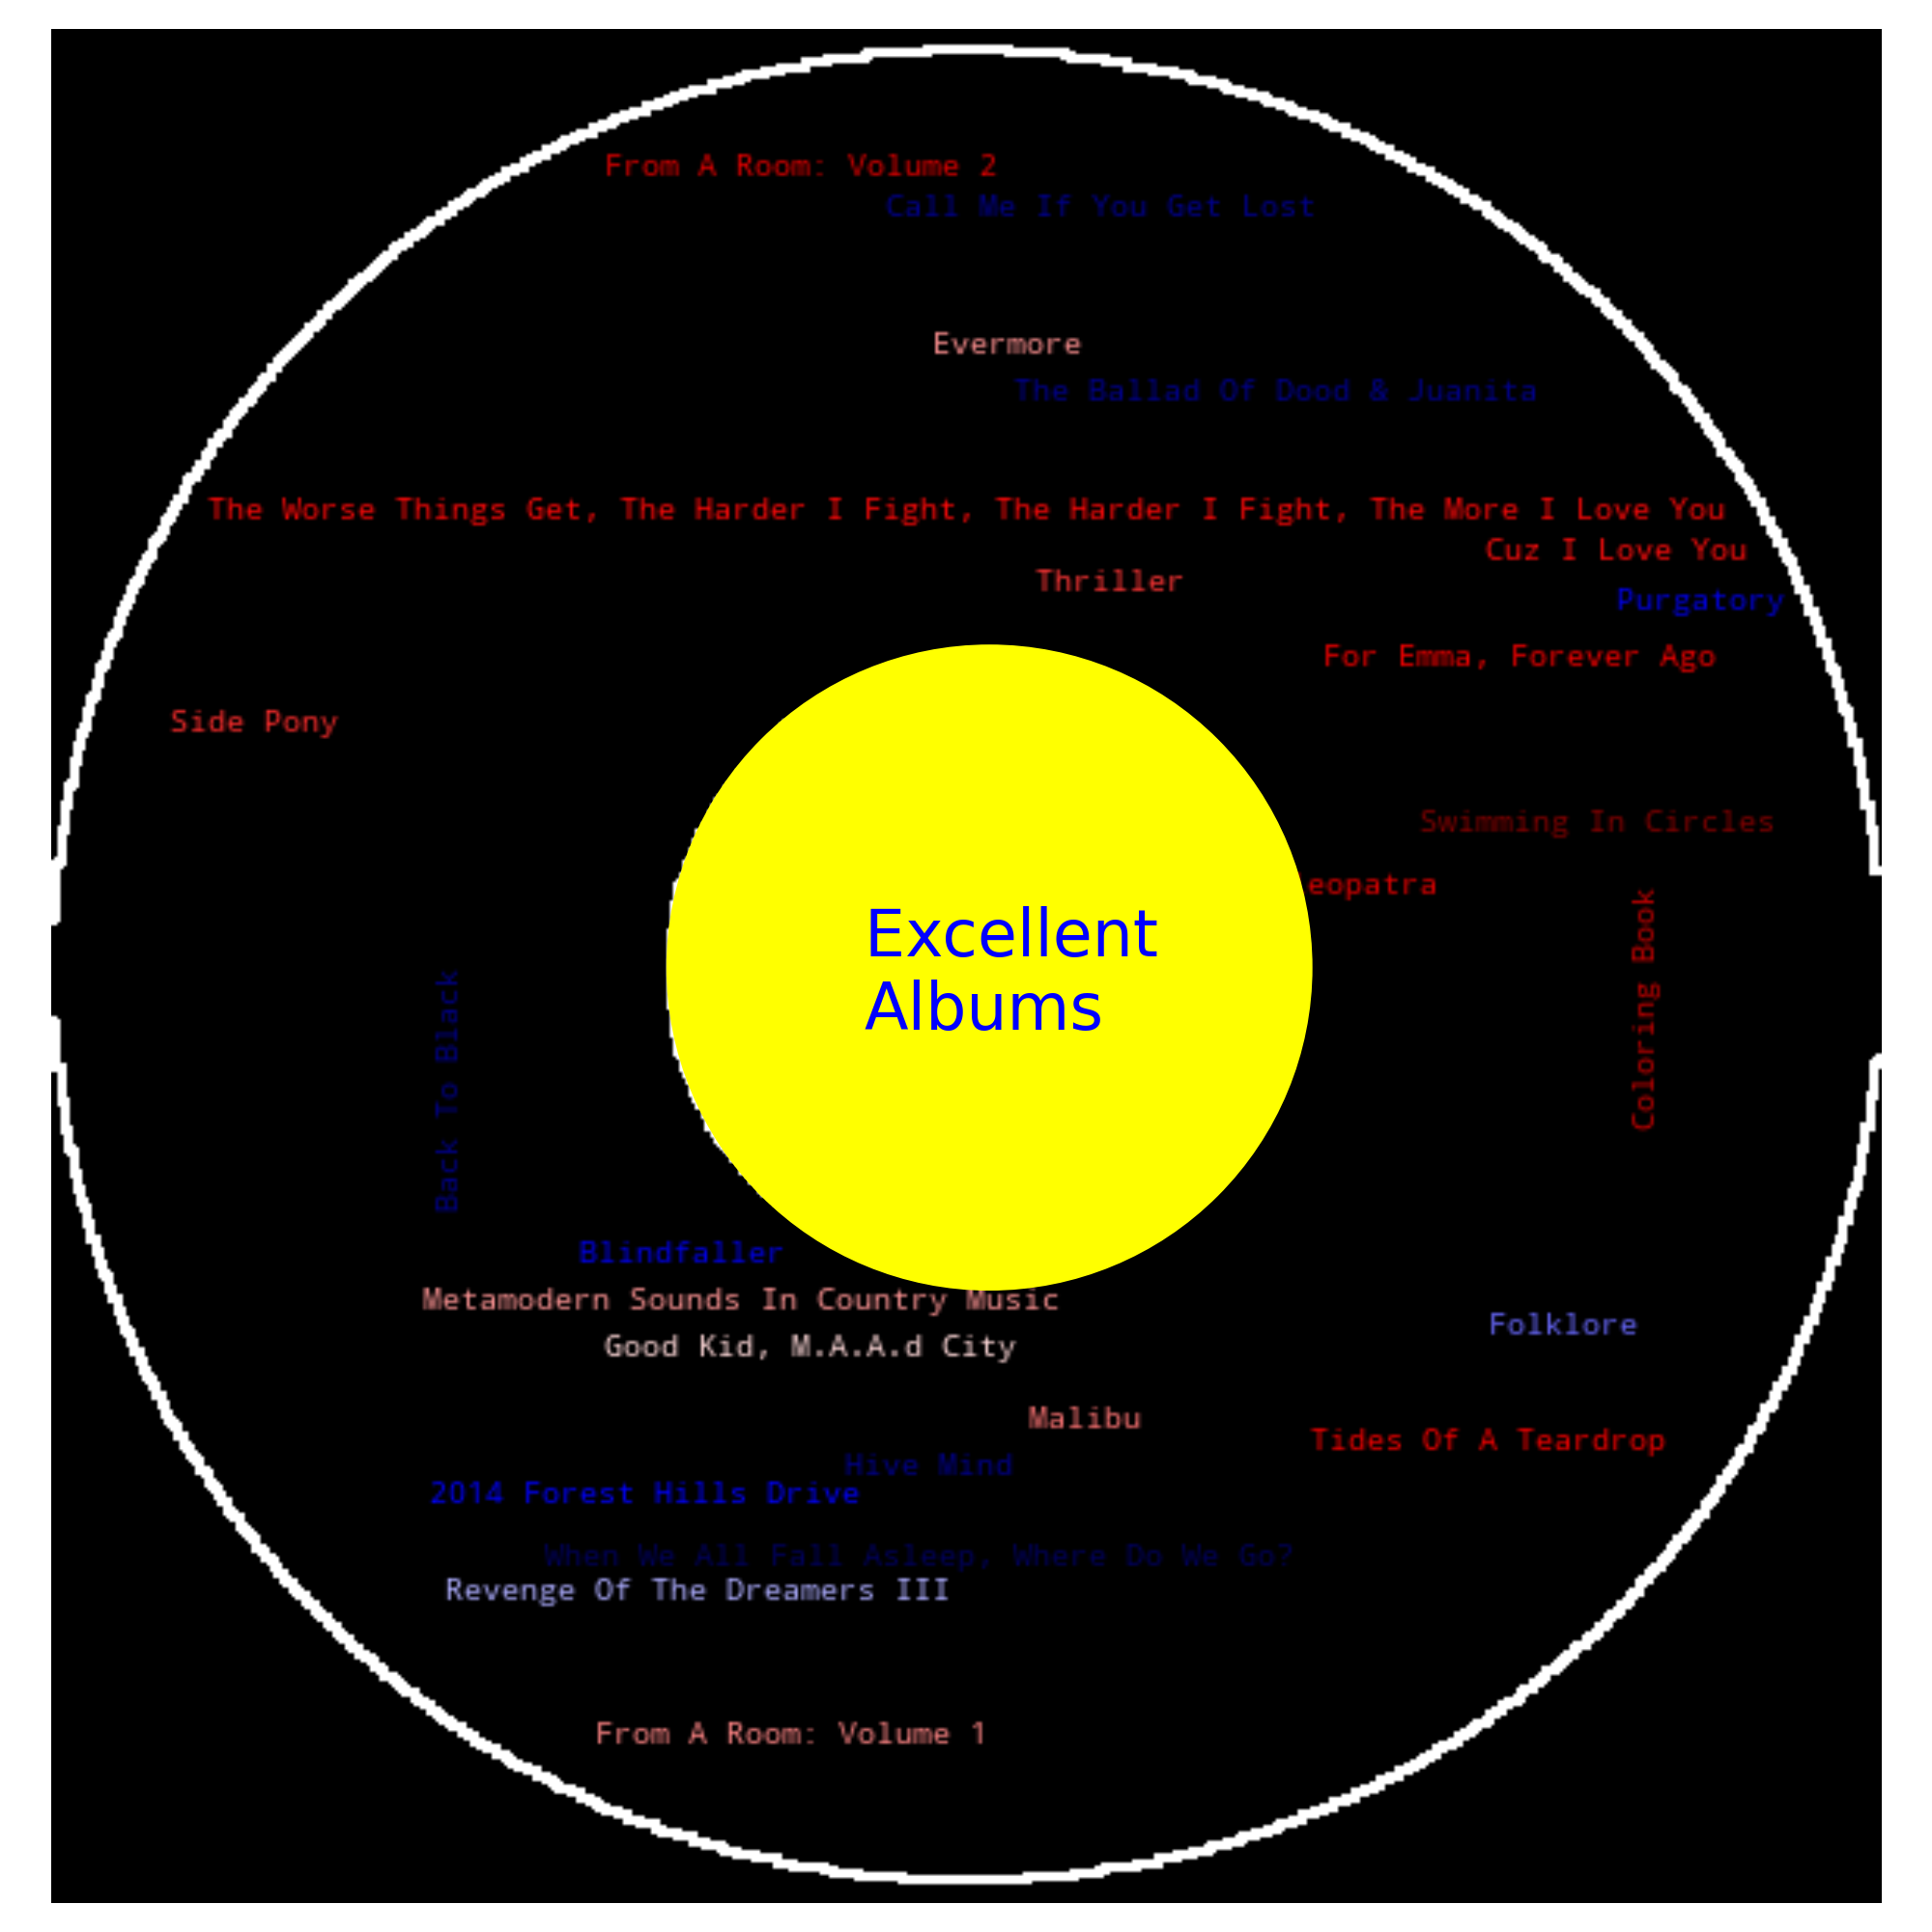 From A Room: Volume 2
Call Me If You Get Lost
Evermore
The Ballad Of Dood & Juanita
The Worse Things Get, The Harder I Fight, The Harder I Fight, The More I Love You
Cuz I Love You
Thriller
Purgatory
For Emma, Forever Ago
Side Pony
Swimming In Circles
eopatra
Coloring Book
Excellent
Albums
Back To Black
Blindfaller
Metamodern Sounds In Country Music
Folklore
Good Kid, M.A.A.d City
Malibu
Tides Of A Teardrop
Hive Mind
2014 Forest Hills Drive
When We All Fall Asleep, Where Do We Go?
Revenge Of The Dreamers III
From A Room: Volume 1